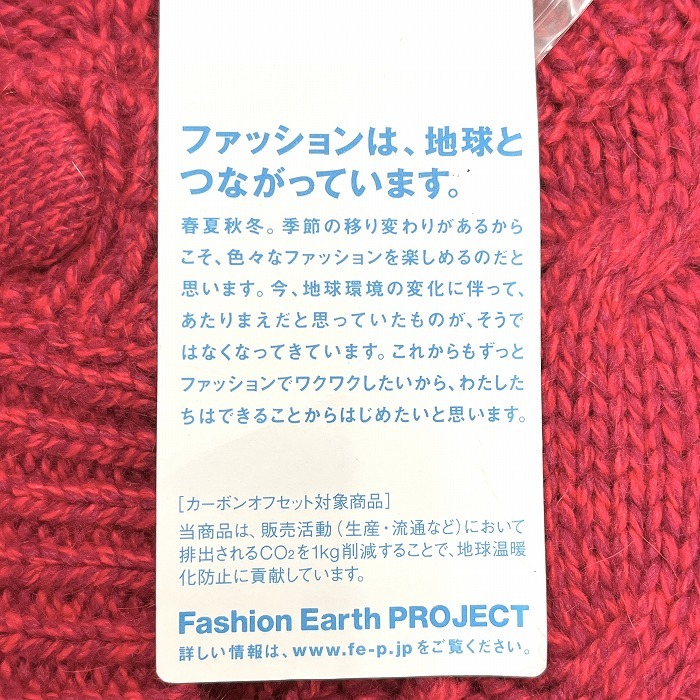 ファッションは、地球と
つながっています。
春夏秋冬。季節の移り変わりがあるから
こそ、色々なファッションを楽しめるのだと
思います。今、地球環境の変化に伴って、
あたりまえだと思っていたものが、そうで
はなくなってきています。これからもずっと
ファッションでワクワクしたいから、わたした
ちはできることからはじめたいと思います。
[カーボンオフセット対象商品]
当商品は、販売活動(生産・流通など)において
排出されるCO₂を1kg削減することで、地球温暖
化防止に貢献しています。
Fashion Earth PROJECT
詳しい情報は、www.fe-p.jpをご覧ください。